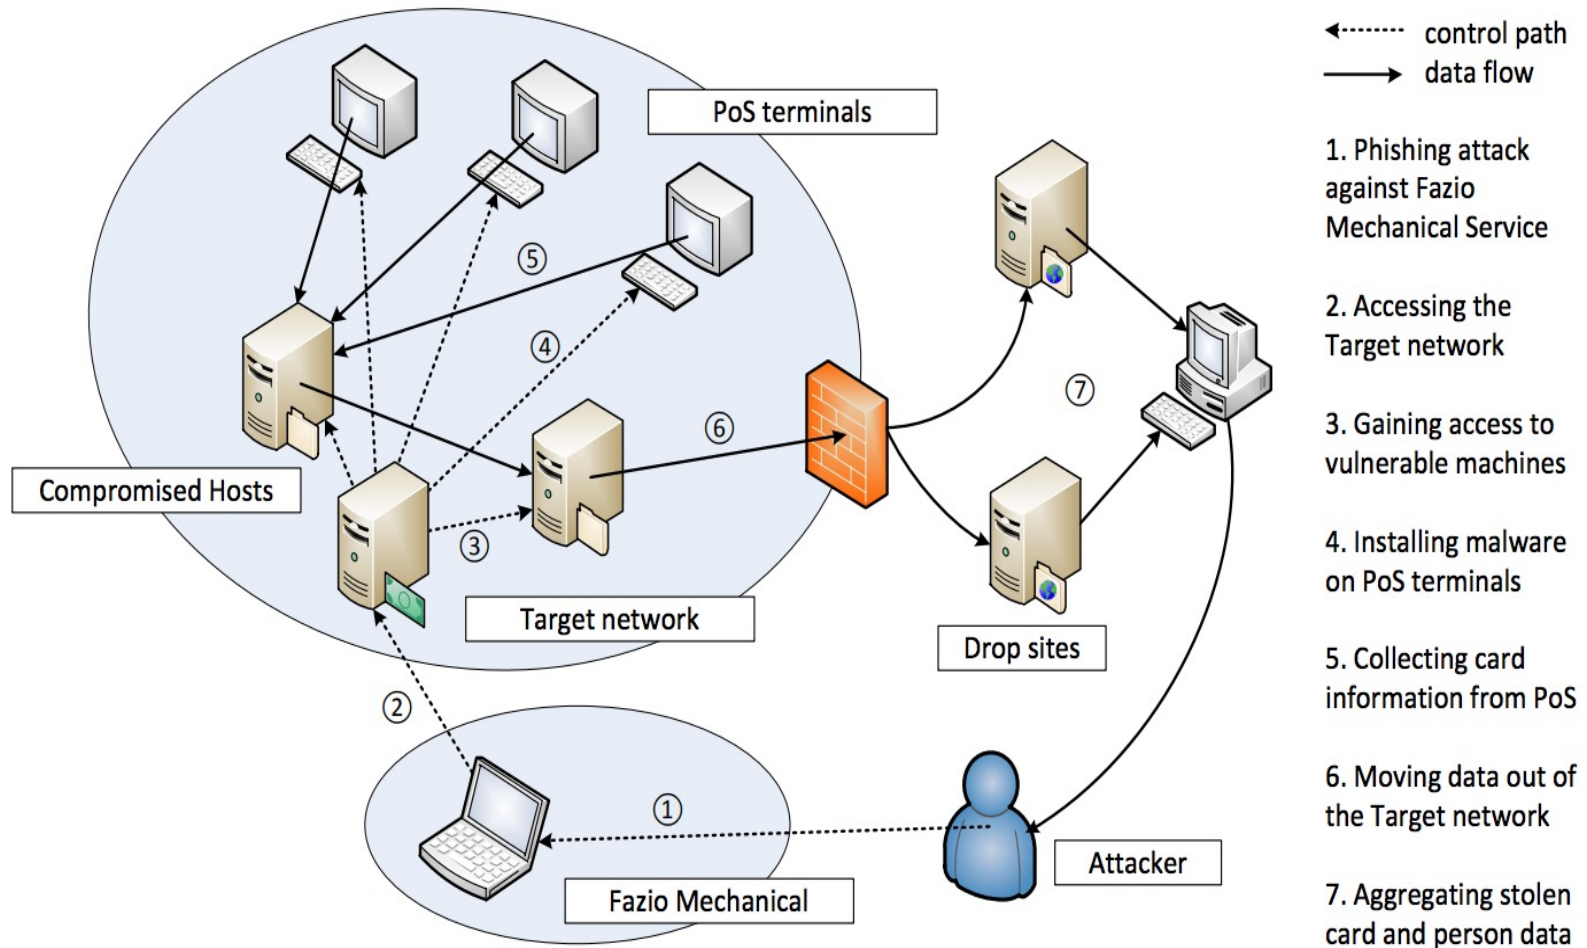 control path
data flow
PoS terminals
1. Phishing attack
against Fazio
Mechanical Service
2. Accessing the
Target network
3. Gaining access to
vulnerable machines
4. Installing malware
on PoS terminals
5. Collecting card
information from PoS
6. Moving data out of
the Target network
7. Aggregating stolen
card and person data
⑤
④
⑦
⑥
Compromised Hosts
③
Target network
Drop sites
②
①
Attacker
Fazio Mechanical